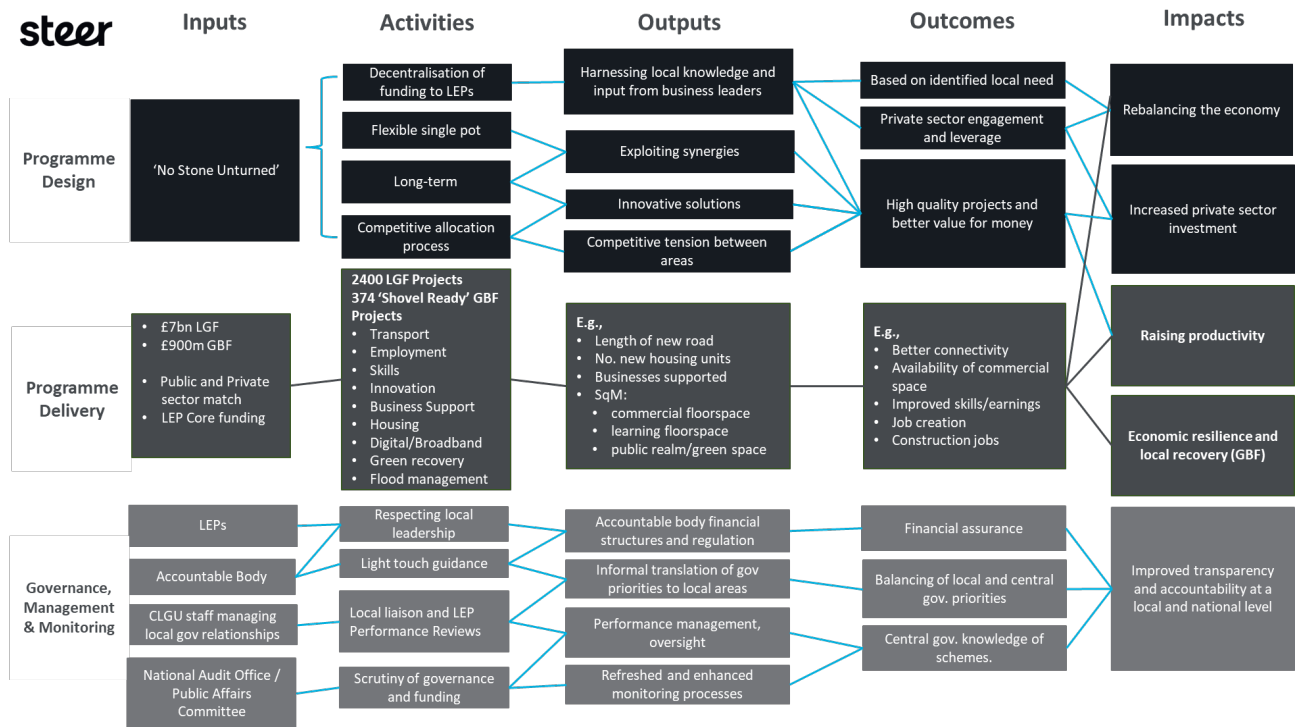 steer
Inputs
Activities
Outputs
Outcomes
Impacts
Programme
Design
'No Stone Unturned'
Decentralisation of
funding to LEPs
Flexible single pot
Long-term
Competitive allocation
process
Harnessing local knowledge and
input from business leaders
Exploiting synergies
Innovative solutions
Competitive tension between
areas
Based on identified local need
Private sector engagement
and leverage
High quality projects and
better value for money
Rebalancing the economy
Increased private sector
investment
Programme
Delivery
• £7bn LGF
• £900m GBF
• Public and Private
sector match
• LEP Core funding
2400 LGF Projects
374 'Shovel Ready' GBF
Projects
• Transport
• Employment
• Skills
• Innovation
• Business Support
• Housing
• Digital/Broadband
• Green recovery
• Flood management
E.g.,
• Length of new road
• No. new housing units
• Businesses supported
• SqM:
• commercial floorspace
• learning floorspace
• public realm/green space
E.g.,
• Better connectivity
• Availability of commercial
space
• Improved skills/earnings
• Job creation
• Construction jobs
Raising productivity
Economic resilience and
local recovery (GBF)
Governance,
Management
& Monitoring
LEPs
Accountable Body
CLGU staff managing
local gov relationships
National Audit Office /
Public Affairs
Committee
Respecting local
leadership
Light touch guidance
Local liaison and LEP
Performance Reviews
Scrutiny of governance
and funding
Accountable body financial
structures and regulation
Informal translation of gov
priorities to local areas
Performance management,
oversight
Refreshed and enhanced
monitoring processes
Financial assurance
Balancing of local and central
gov. priorities
Central gov. knowledge of
schemes.
Improved transparency
and accountability at a
local and national level